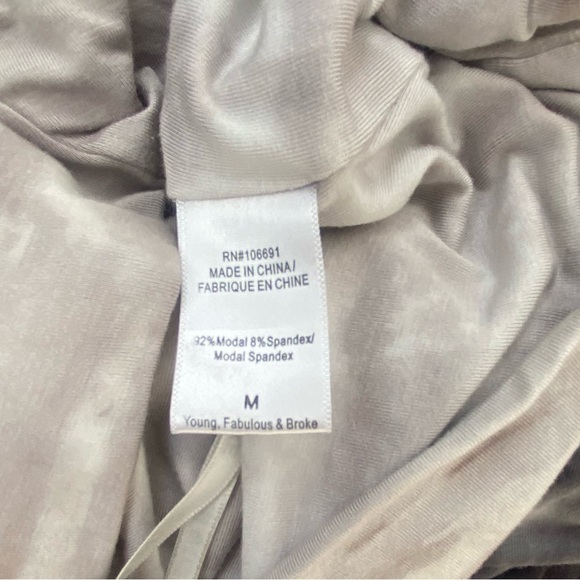 RN#106691
MADE IN CHINA/
FABRIQUE EN CHINE
92%Modal 8%Spandex/
Modal Spandex
M
Young, Fabulous & Broke